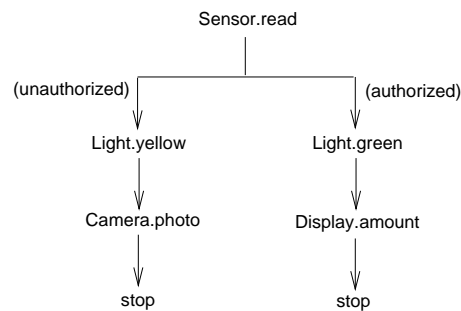 Sensor.read
(unauthorized)
(authorized)
Light.yellow
Light.green
Camera.photo
Display.amount
stop
stop